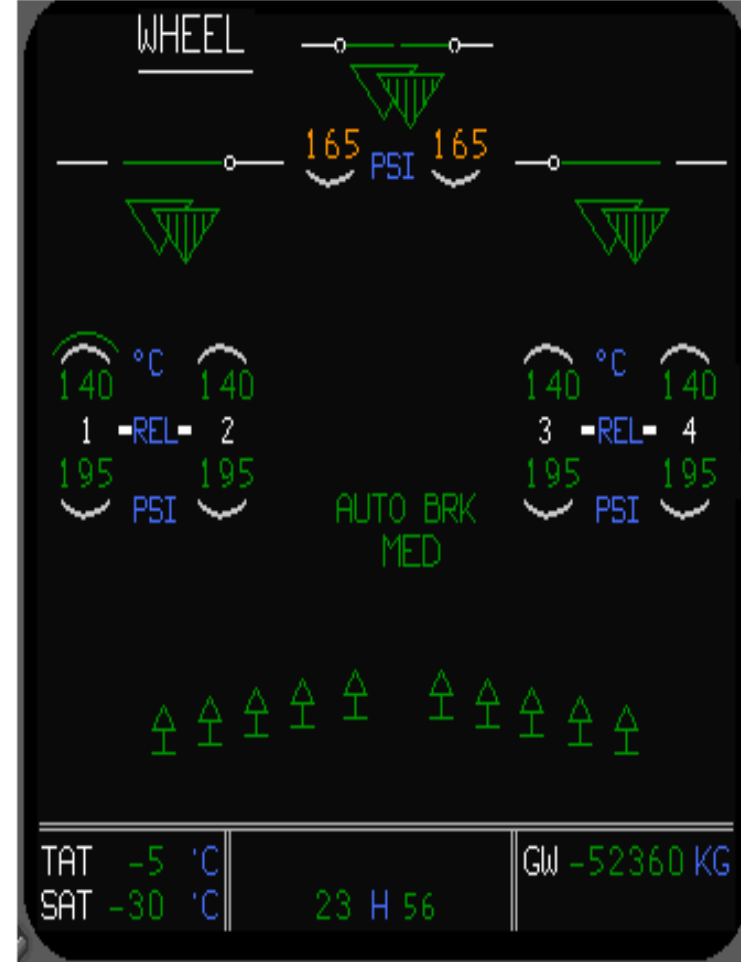 WHEEL
165 PSI 165
°C °C
140 140 140 140
1 REL 2 3 REL 4
195 195 195 195
PSI PSI
AUTO BRK
MED
TAT -5 'C GW -52360 KG
SAT -30 'C 23 H 56